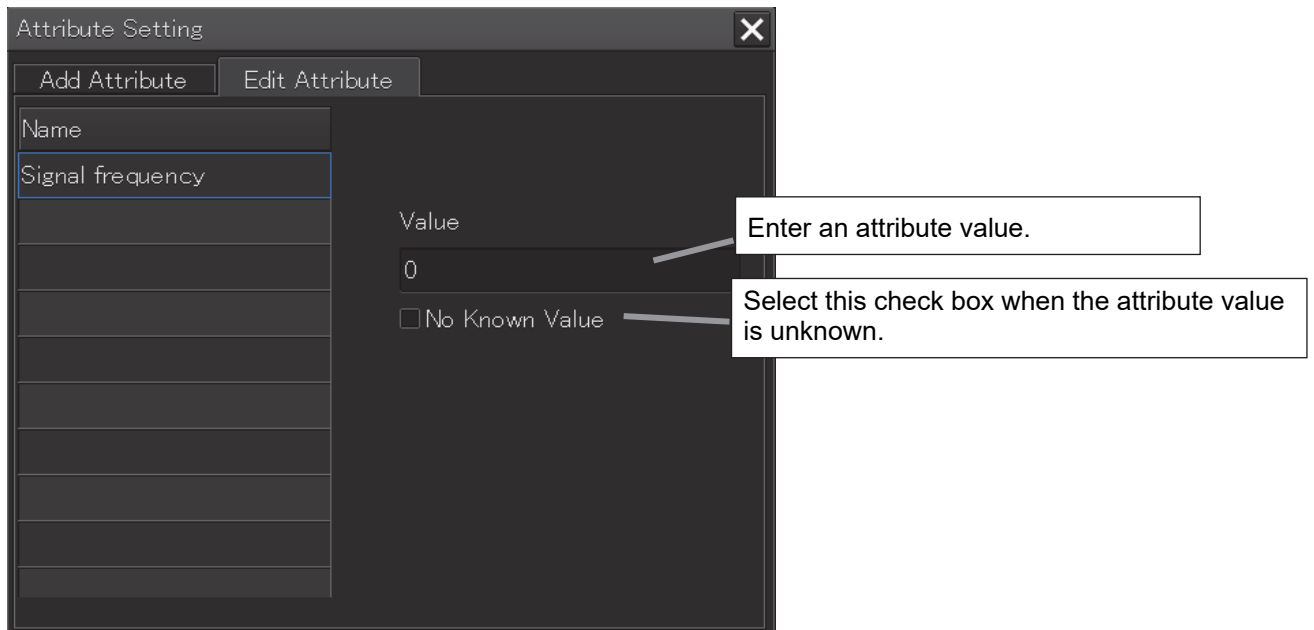 Attribute Setting
Add Attribute
Edit Attribute
Name
Signal frequency
Value
0
No Known Value
Enter an attribute value.
Select this check box when the attribute value
is unknown.